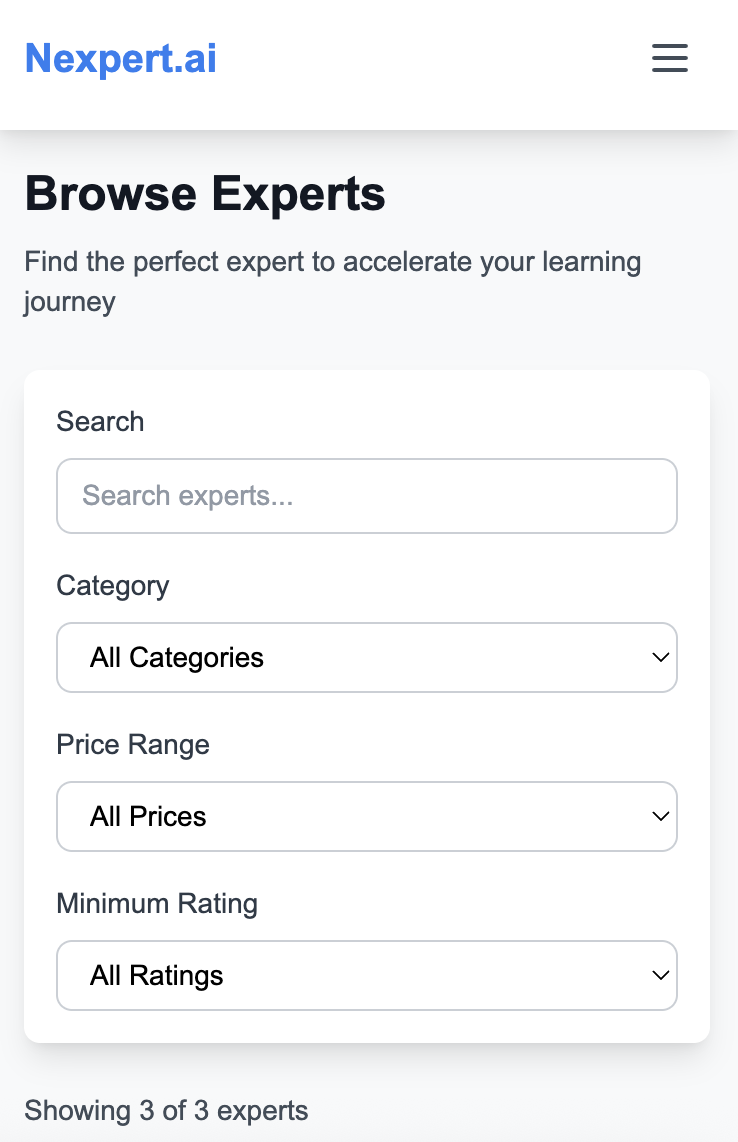 Nexpert.ai
Browse Experts
Find the perfect expert to accelerate your learning
journey
Search
Search experts...
Category
All Categories
Price Range
All Prices
Minimum Rating
All Ratings
Showing 3 of 3 experts